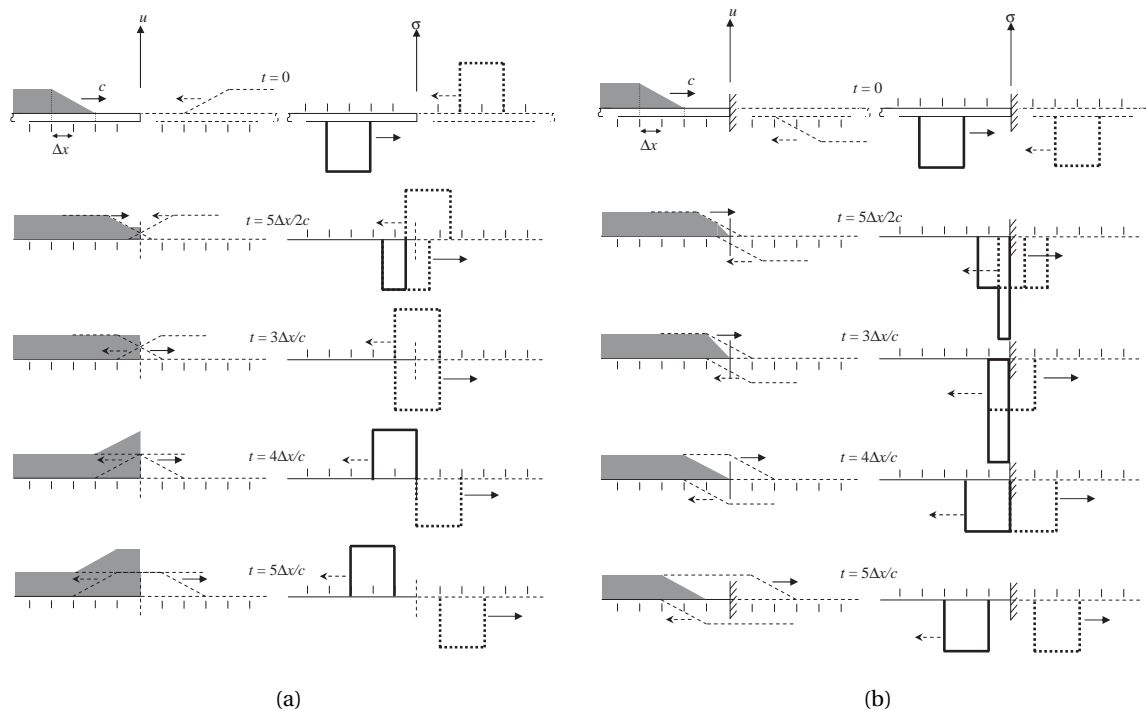 u
σ
c
t = 0
Δx
t = 5Δx/2c
t = 3Δx/c
t = 4Δx/c
t = 5Δx/c
(a)
u
σ
c
t = 0
Δx
t = 5Δx/2c
t = 3Δx/c
t = 4Δx/c
t = 5Δx/c
(b)